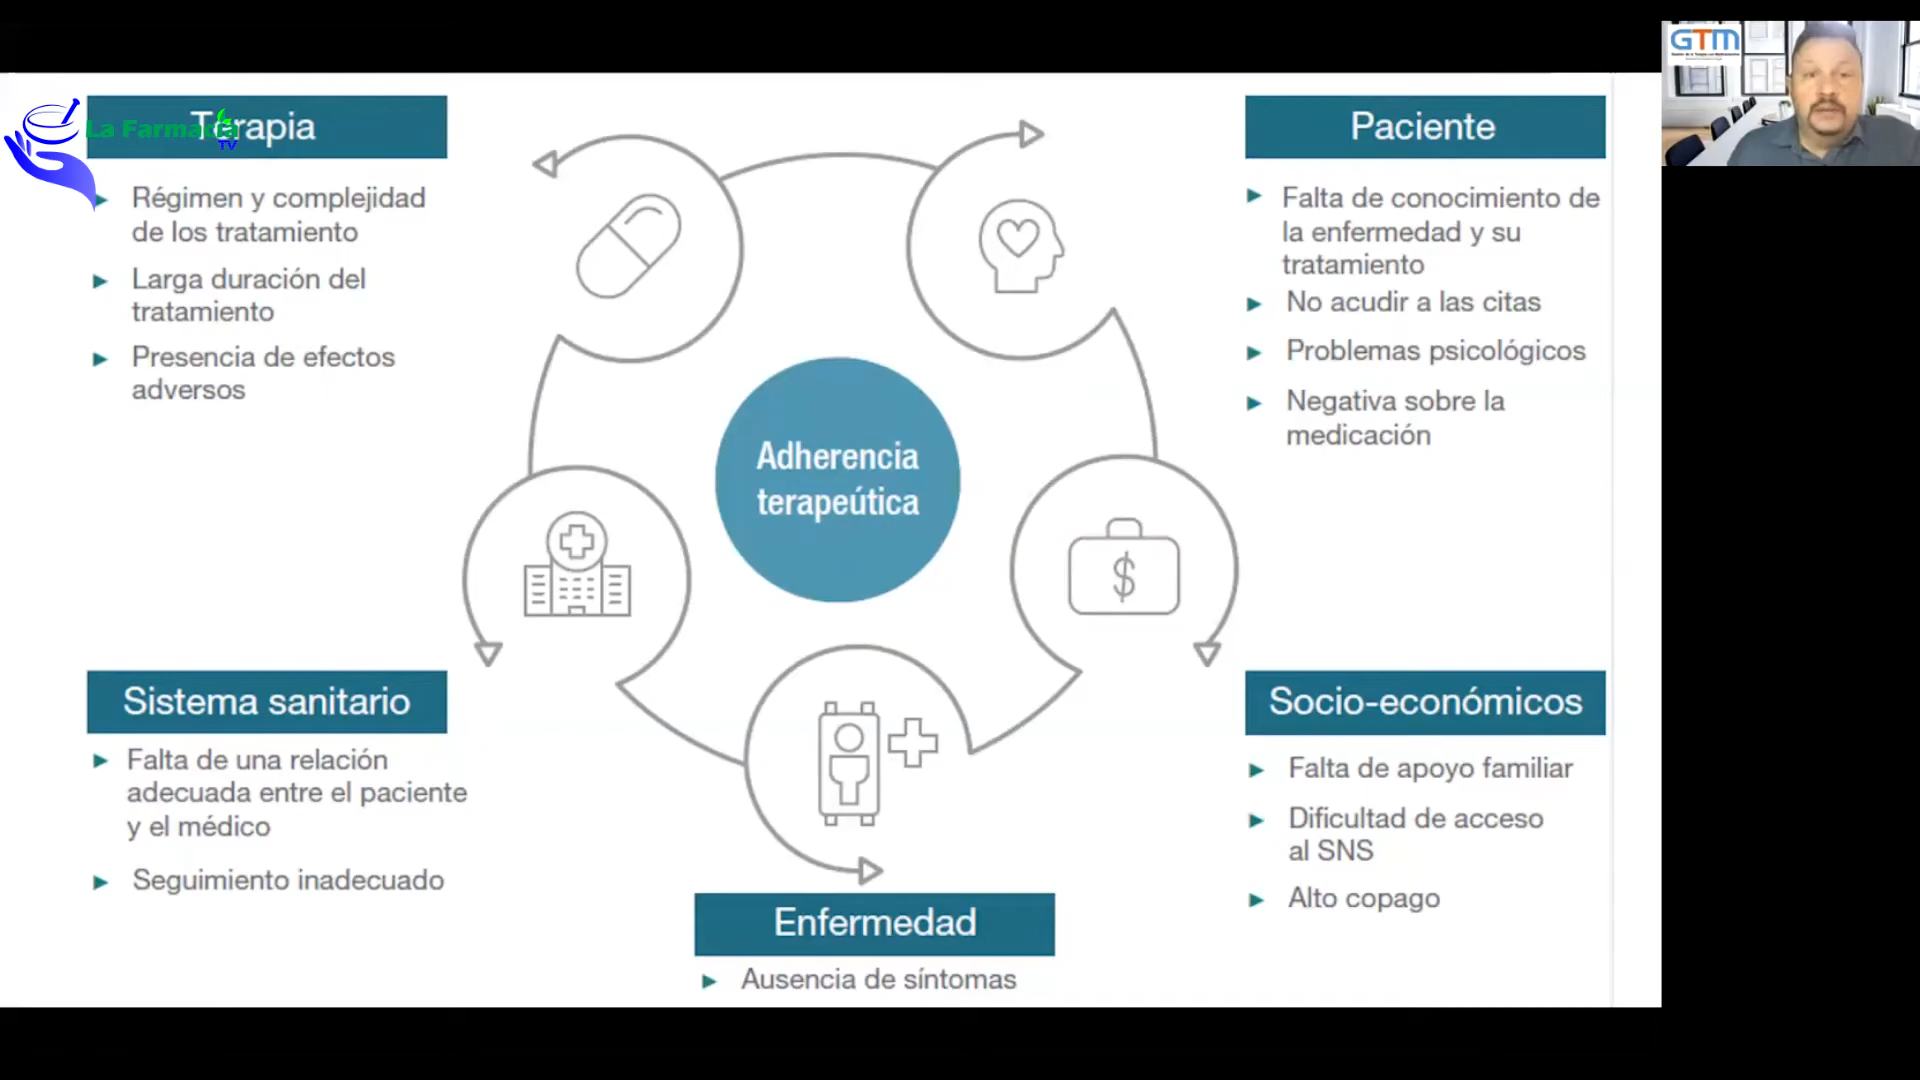 La Farmacia
TV
Terapia
Régimen y complejidad
de los tratamiento
Larga duración del
tratamiento
Presencia de efectos
adversos
Paciente
Falta de conocimiento de
la enfermedad y su
tratamiento
No acudir a las citas
Problemas psicológicos
Negativa sobre la
medicación
Adherencia
terapeútica
$
Sistema sanitario
Falta de una relación
adecuada entre el paciente
y el médico
Seguimiento inadecuado
Socio-económicos
Falta de apoyo familiar
Dificultad de acceso
al SNS
Alto copago
Enfermedad
Ausencia de síntomas
GTM